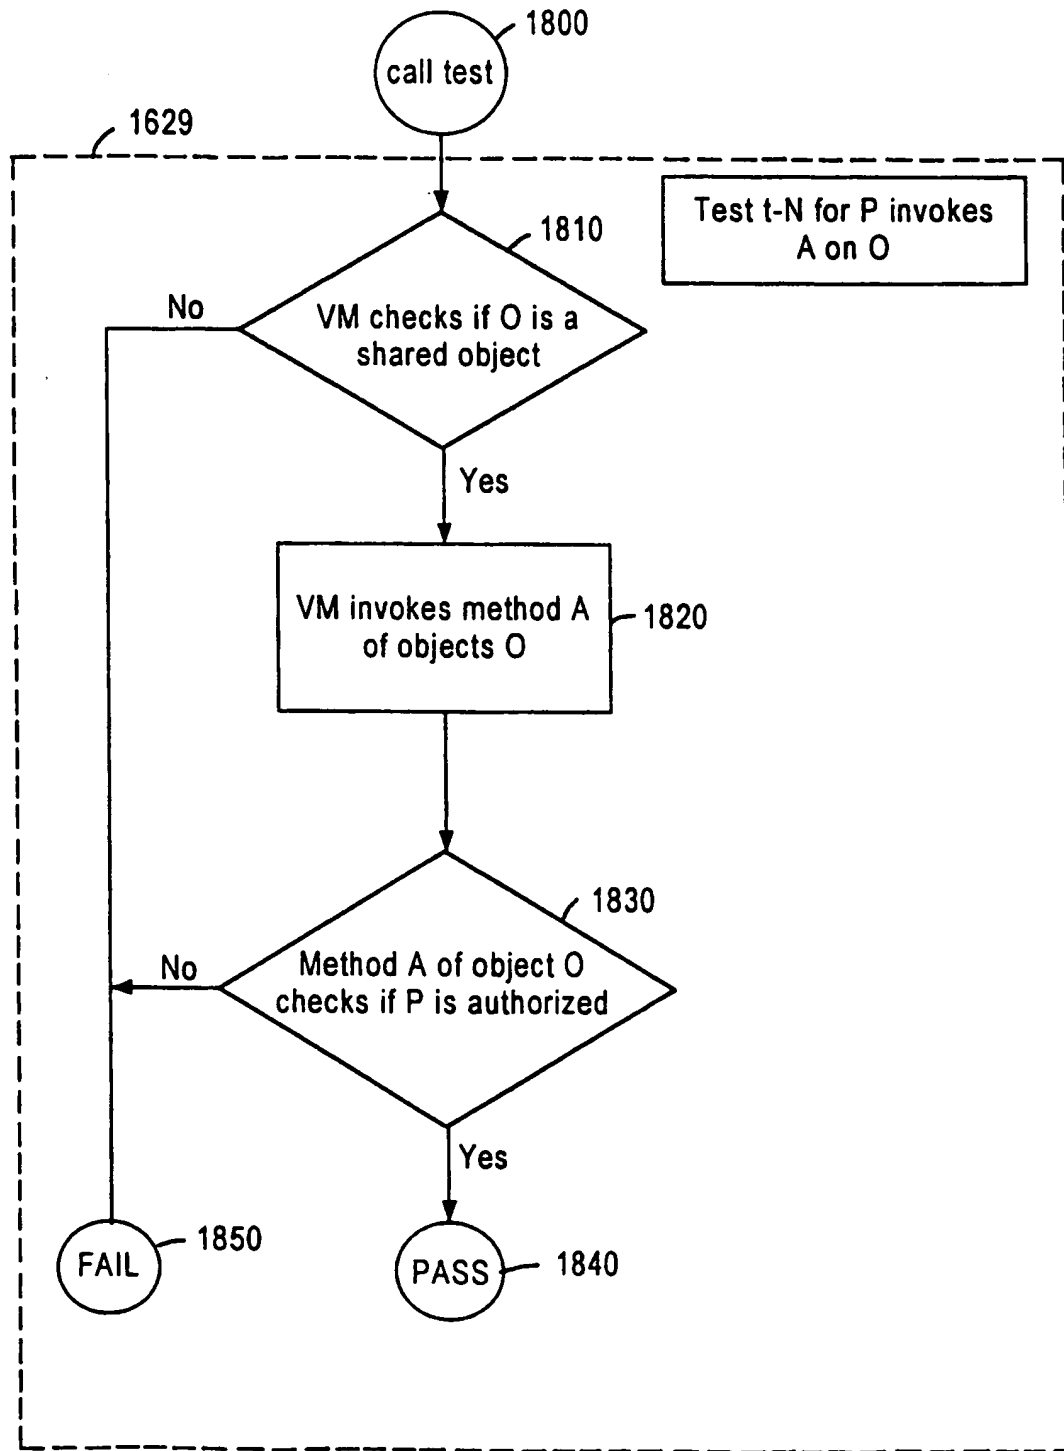 1800
call test
1629
Test t-N for P invokes
A on O
1810
No
VM checks if O is a
shared object
Yes
VM invokes method A
of objects O
1820
1830
No
Method A of object O
checks if P is authorized
Yes
1850
FAIL
1840
PASS